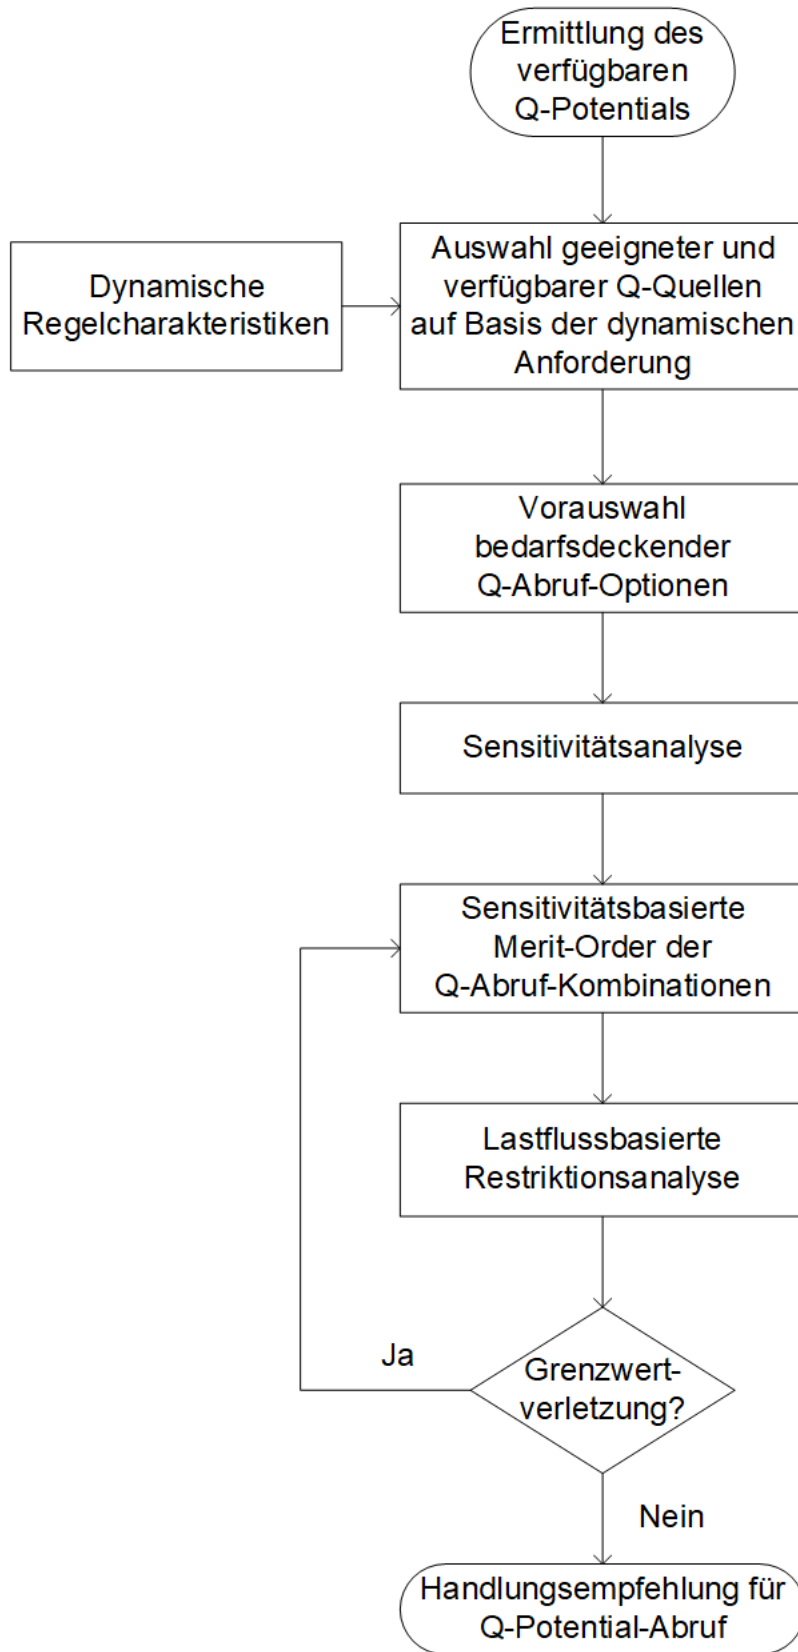 Ermittlung des
verfügbaren
Q-Potentials
Dynamische
Regelcharakteristiken
Auswahl geeigneter und
verfügbarer Q-Quellen
auf Basis der dynamischen
Anforderung
Vorauswahl
bedarfsdeckender
Q-Abruf-Optionen
Sensitivitätsanalyse
Sensitivitätsbasierte
Merit-Order der
Q-Abruf-Kombinationen
Lastflussbasierte
Restriktionsanalyse
Grenzwert-
verletzung?
Ja
Nein
Handlungsempfehlung für
Q-Potential-Abruf